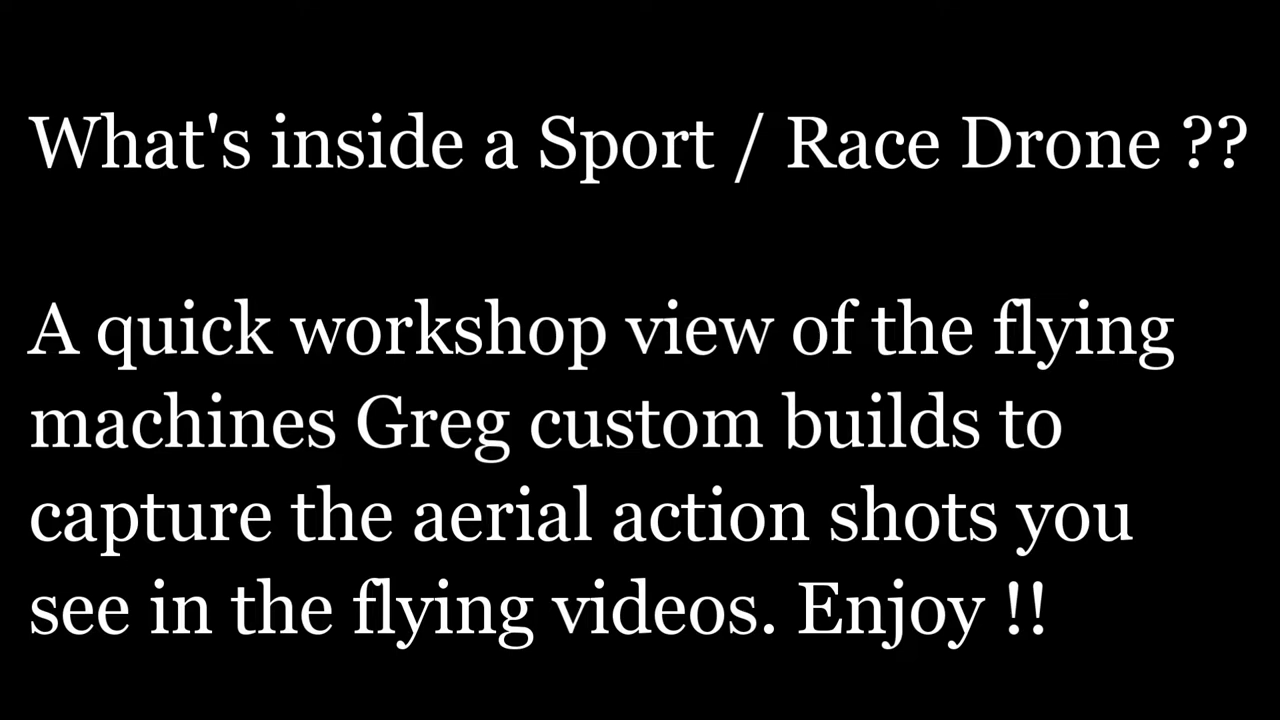 What's inside a Sport / Race Drone ??
A quick workshop view of the flying
machines Greg custom builds to
capture the aerial action shots you
see in the flying videos. Enjoy !!